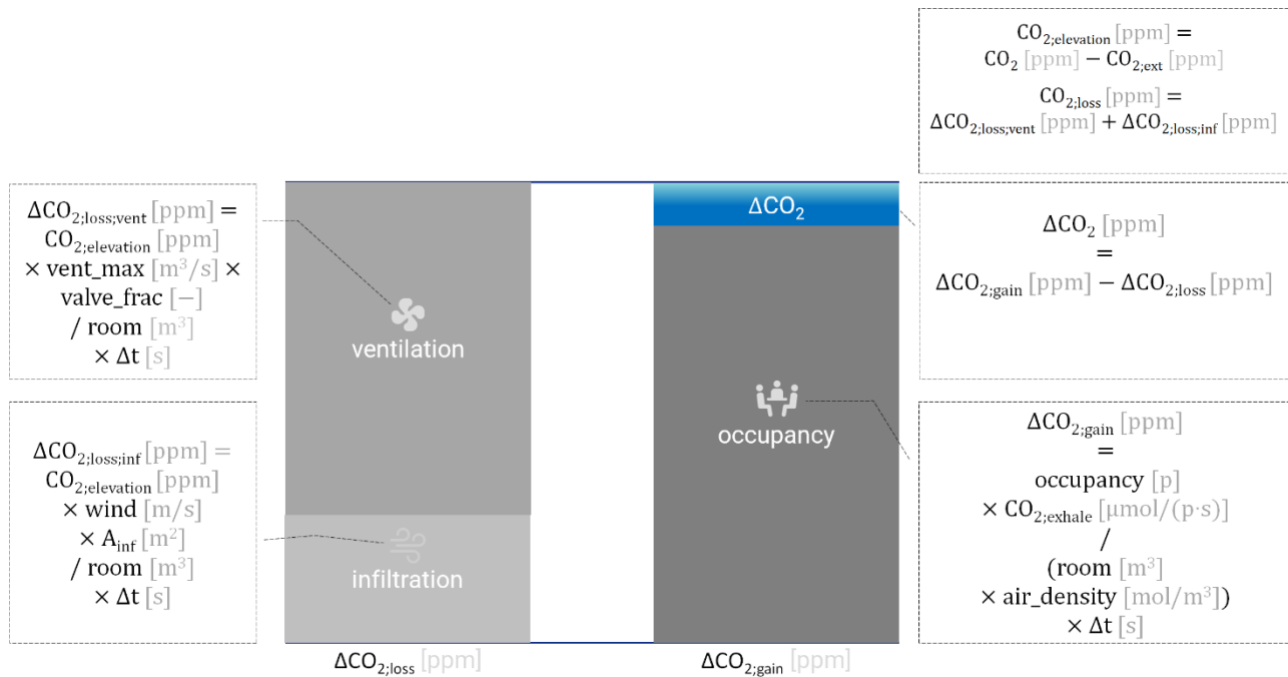 CO₂;elevation [ppm] =
CO₂ [ppm] − CO₂;ext [ppm]
CO₂;loss [ppm] =
ΔCO₂;loss;vent [ppm] + ΔCO₂;loss;inf [ppm]
ΔCO₂;loss;vent [ppm] =
CO₂;elevation [ppm]
× vent_max [m³/s] ×
valve_frac [−]
/ room [m³]
× Δt [s]
ΔCO₂;loss;inf [ppm] =
CO₂;elevation [ppm]
× wind [m/s]
× A_inf [m²]
/ room [m³]
× Δt [s]
ventilation
infiltration
ΔCO₂;loss [ppm]
ΔCO₂
occupancy
ΔCO₂;gain [ppm]
ΔCO₂ [ppm]
=
ΔCO₂;gain [ppm] − ΔCO₂;loss [ppm]
ΔCO₂;gain [ppm]
=
occupancy [p]
× CO₂;exhale [μmol/(p·s)]
/
(room [m³]
× air_density [mol/m³])
× Δt [s]